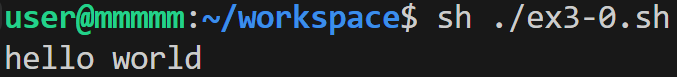 user@mmmmm:~/workspace$ sh ./ex3-0.sh
hello world